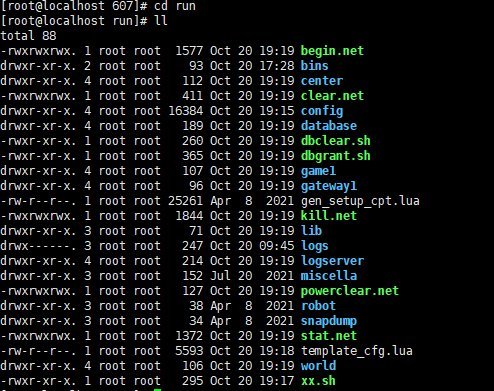 [root@localhost 607]# cd run
[root@localhost run]# ll
total 88
-rwxrwxrwx. 1 root root  1577 Oct 20 19:19 begin.net
drwxr-xr-x. 2 root root    93 Oct 20 17:28 bins
drwxr-xr-x. 4 root root   112 Oct 20 19:19 center
-rwxrwxrwx. 1 root root   411 Oct 20 19:19 clear.net
drwxr-xr-x. 4 root root 16384 Oct 20 19:15 config
drwxr-xr-x. 4 root root   189 Oct 20 19:19 database
-rwxr-xr-x. 1 root root   260 Oct 20 19:19 dbclear.sh
-rwxr-xr-x. 1 root root   365 Oct 20 19:19 dbgrant.sh
drwxr-xr-x. 4 root root   107 Oct 20 19:19 game1
drwxr-xr-x. 4 root root    96 Oct 20 19:19 gateway1
-rw-r--r--. 1 root root 25261 Apr  8  2021 gen_setup_cpt.lua
-rwxrwxrwx. 1 root root  1844 Oct 20 19:19 kill.net
drwxr-xr-x. 3 root root    71 Oct 20 19:19 lib
drwx------. 3 root root   247 Oct 20 09:45 logs
drwxr-xr-x. 4 root root   214 Oct 20 19:19 logserver
drwxr-xr-x. 3 root root   152 Jul 20  2021 miscella
-rwxrwxrwx. 1 root root   127 Oct 20 19:19 powerclear.net
drwxr-xr-x. 3 root root    38 Apr  8  2021 robot
drwxr-xr-x. 3 root root    34 Apr  8  2021 snapdump
-rwxrwxrwx. 1 root root  1372 Oct 20 19:19 stat.net
-rw-r--r--. 1 root root  5593 Oct 20 19:18 template_cfg.lua
drwxr-xr-x. 4 root root   106 Oct 20 19:19 world
-rwxr-xr-x. 1 root root   295 Oct 20 19:17 xx.sh